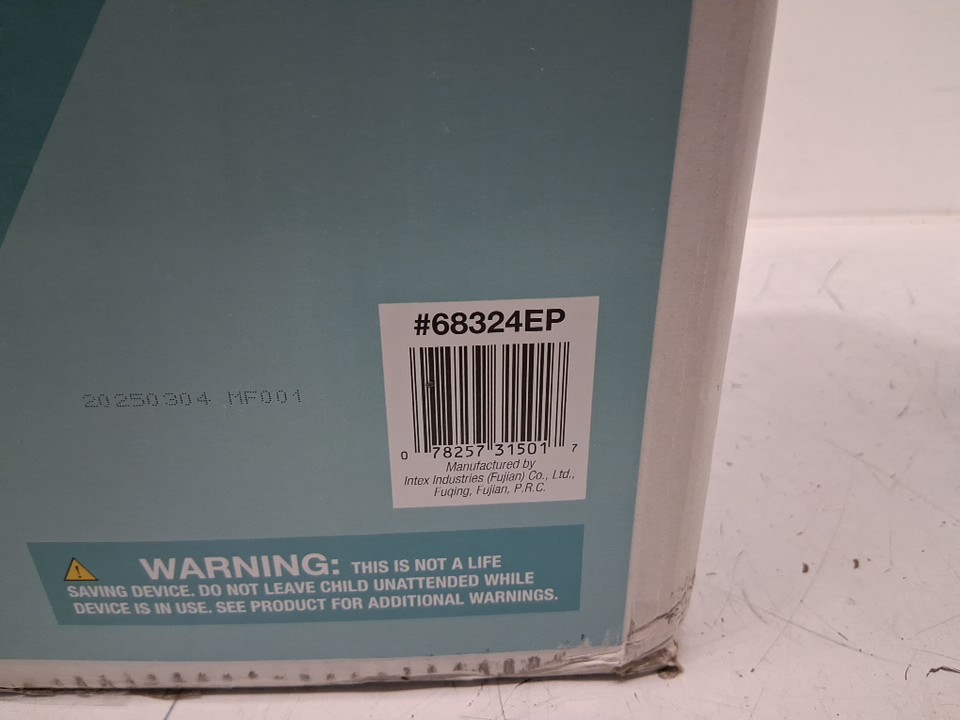 #68324EP
20250304 MF001
0 78257 31501 7
Manufactured by
Intex Industries (Fujian) Co., Ltd.,
Fuqing, Fujian, P.R.C.
WARNING: THIS IS NOT A LIFE
SAVING DEVICE. DO NOT LEAVE CHILD UNATTENDED WHILE
DEVICE IS IN USE. SEE PRODUCT FOR ADDITIONAL WARNINGS.